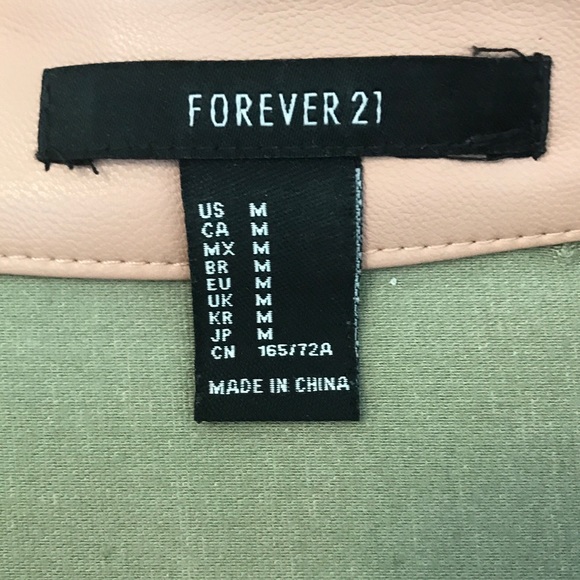 FOREVER 21
US M
CA M
MX M
BR M
EU M
UK M
KR M
JP M
CN 165/72A
MADE IN CHINA